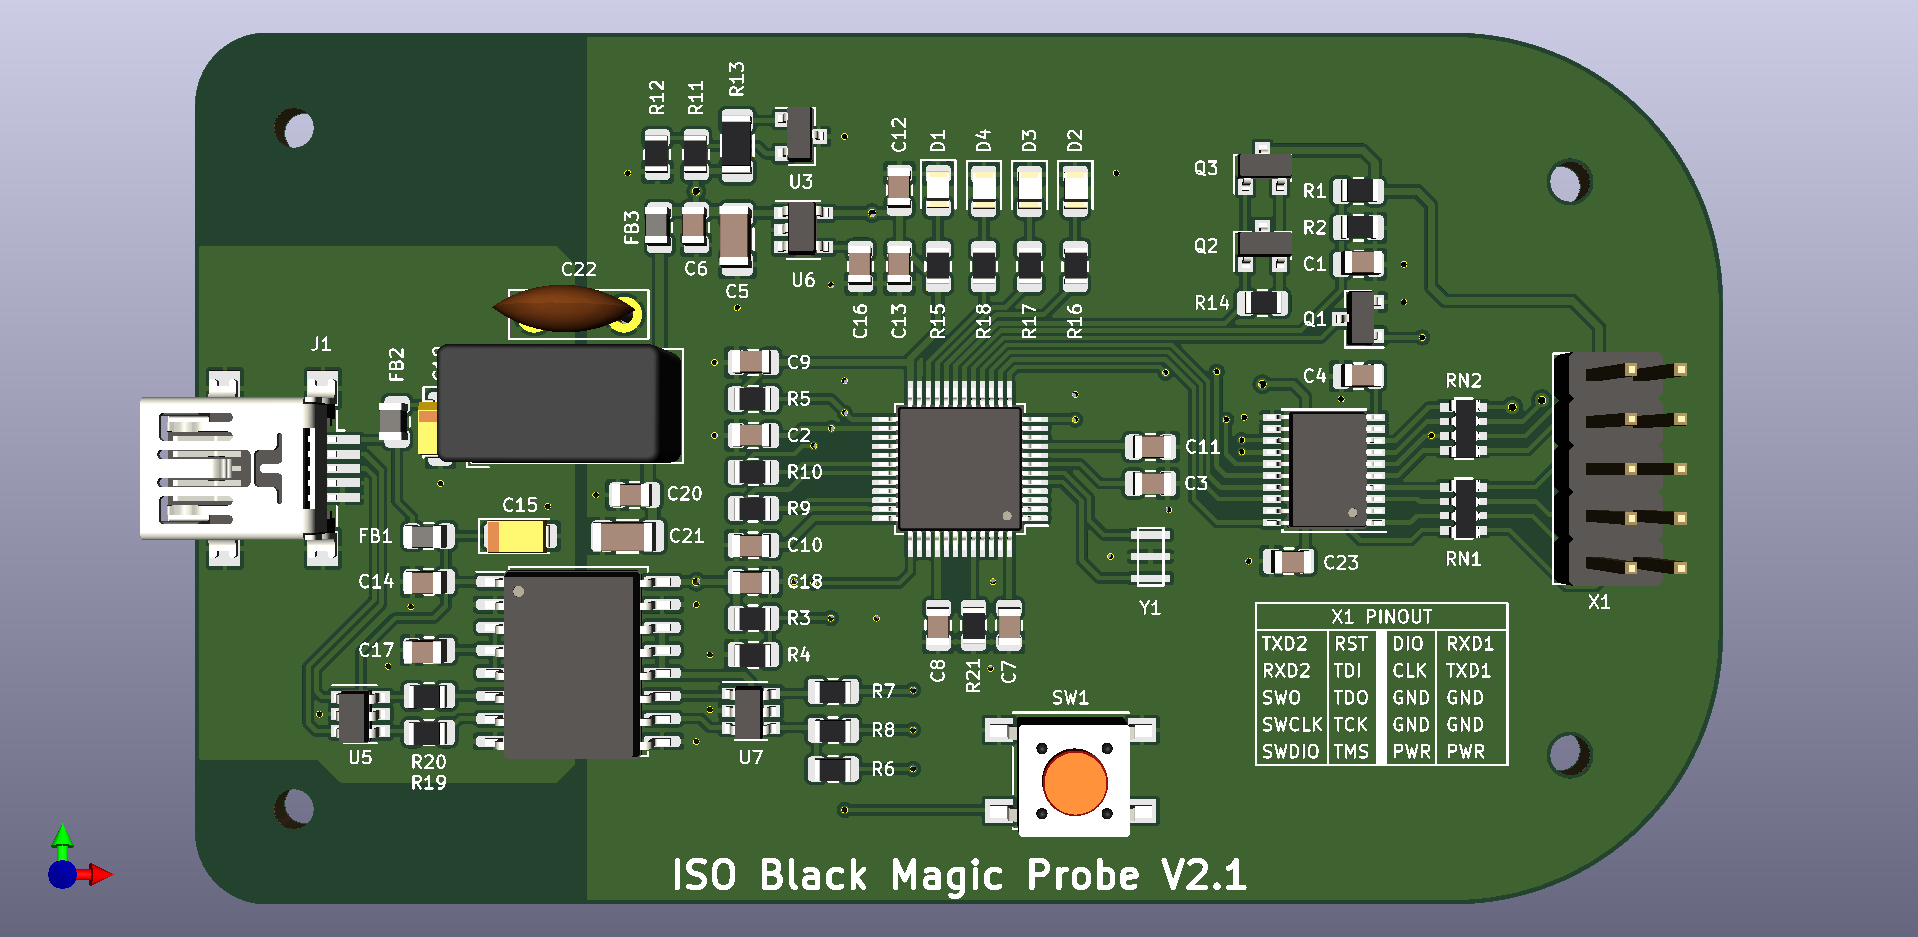 R12
R11
R13
C12
D1
D4
D3
D2
U3
Q3
R1
FB3
R2
Q2
C22
C6
U6
C1
C5
R14
C16
C13
R15
R18
R17
R16
Q1
J1
FB2
C9
C4
RN2
R5
C2
C11
R10
C3
C20
C15
R9
FB1
C21
C10
RN1
C23
C14
C18
Y1
X1
R3
X1 PINOUT
TXD2 RST DIO RXD1
RXD2 TDI CLK TXD1
SWO TDO GND GND
SWCLK TCK GND GND
SWDIO TMS PWR PWR
C17
R4
C8
R21
C7
R7
SW1
R8
U5
U7
R20
R6
R19
ISO Black Magic Probe V2.1